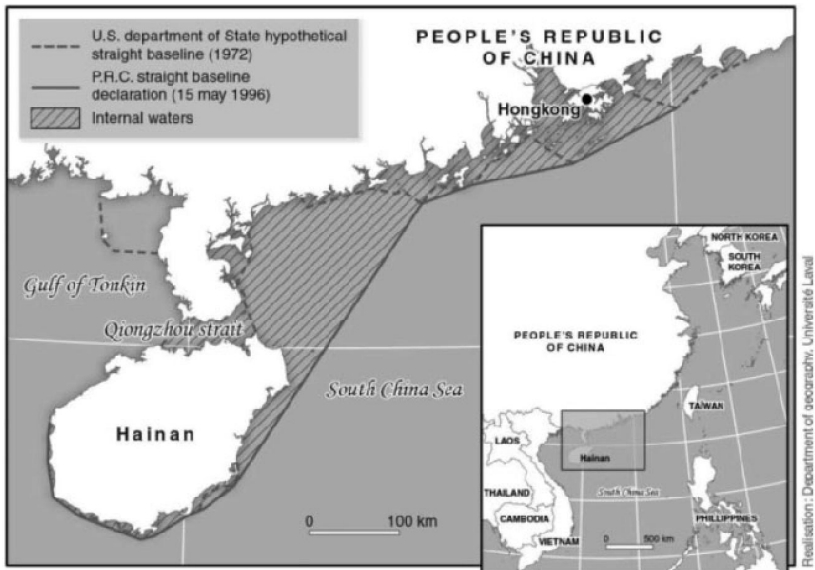 U.S. department of State hypothetical
straight baseline (1972)
P.R.C. straight baseline
declaration (15 may 1996)
Internal waters
PEOPLE'S REPUBLIC
OF CHINA
Hongkong
Gulf of Tonkin
Qiongzhou strait
Hainan
South China Sea
0 100 km
NORTH KOREA
SOUTH
KOREA
PEOPLE'S REPUBLIC
OF CHINA
TAIWAN
LAOS
Hainan
THAILAND
South China Sea
CAMBODIA
VIETNAM
PHILLIPPINES
0 500 km
Realisation : Department of geography, Université Laval